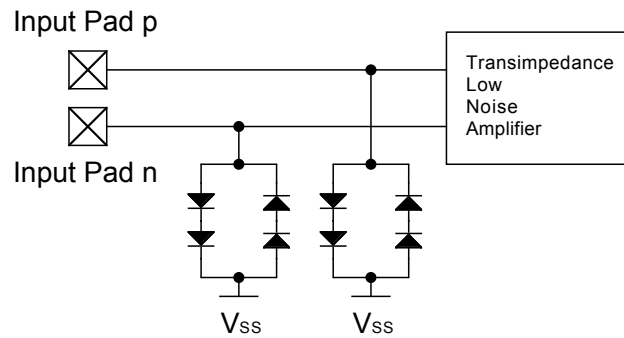 Input Pad p
Transimpedance
Low
Noise
Amplifier
Input Pad n
VSS
VSS